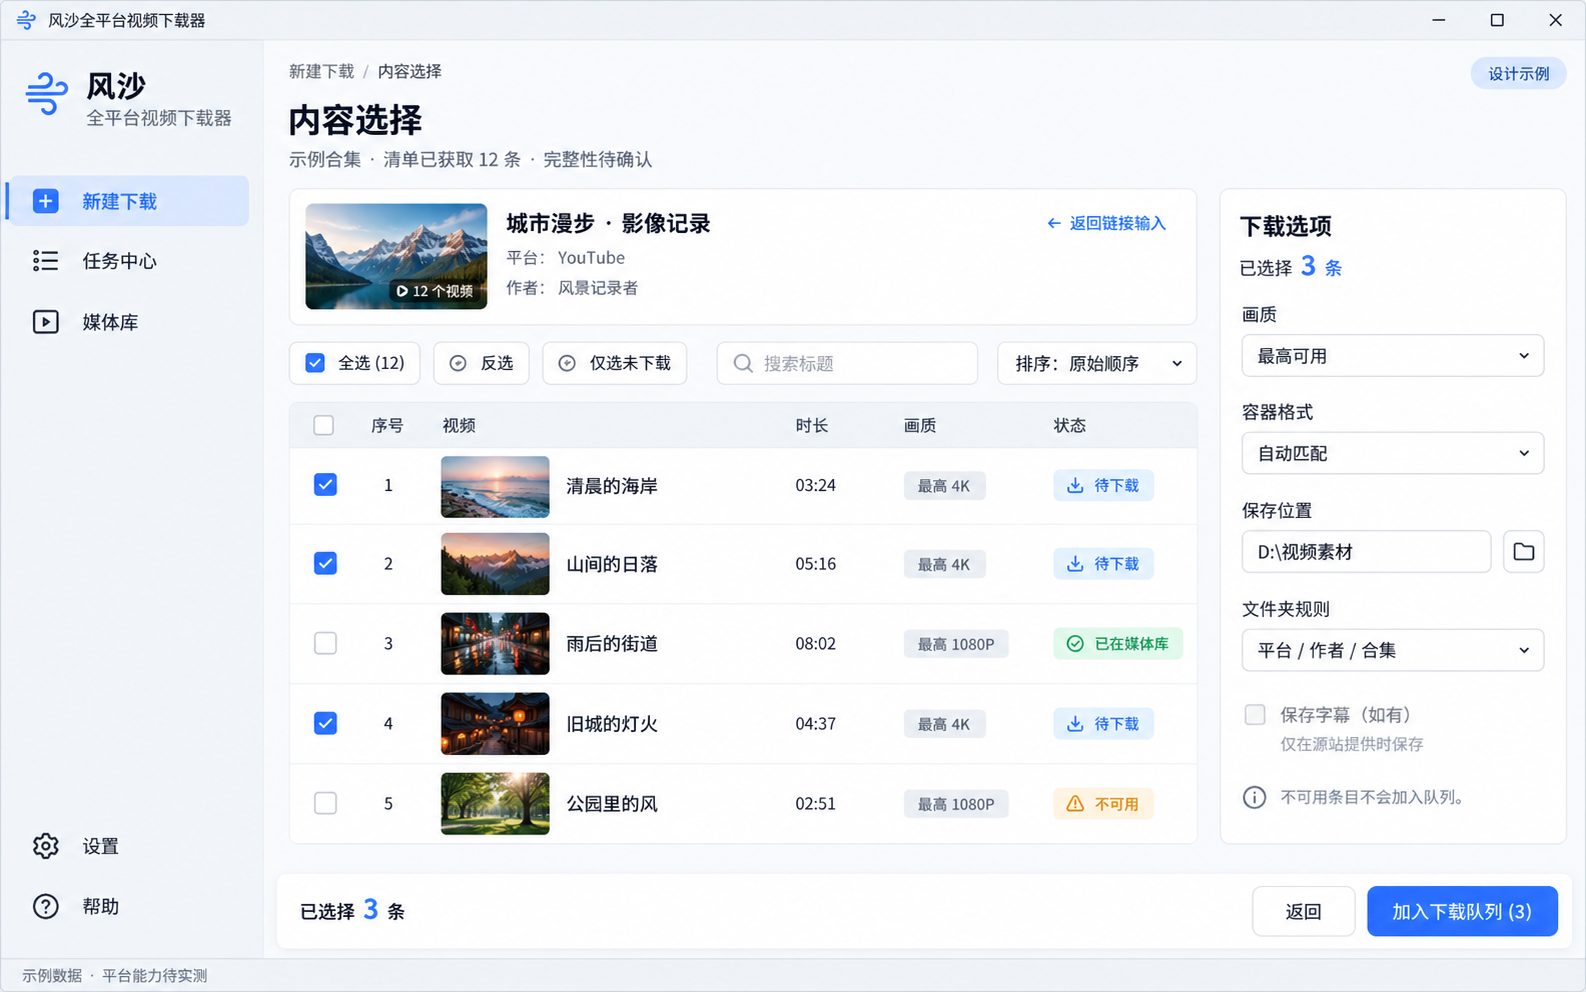 风沙全平台视频下载器
风沙
全平台视频下载器
新建下载
任务中心
媒体库
设置
帮助
新建下载 / 内容选择
设计示例
内容选择
示例合集 · 清单已获取 12 条 · 完整性待确认
12 个视频
城市漫步 · 影像记录
平台： YouTube
作者： 风景记录者
← 返回链接输入
全选 (12)
反选
仅选未下载
搜索标题
排序：原始顺序
序号 视频 时长 画质 状态
1 清晨的海岸 03:24 最高 4K 待下载
2 山间的日落 05:16 最高 4K 待下载
3 雨后的街道 08:02 最高 1080P 已在媒体库
4 旧城的灯火 04:37 最高 4K 待下载
5 公园里的风 02:51 最高 1080P 不可用
下载选项
已选择 3 条
画质
最高可用
容器格式
自动匹配
保存位置
D:\视频素材
文件夹规则
平台 / 作者 / 合集
保存字幕（如有）
仅在源站提供时保存
不可用条目不会加入队列。
已选择 3 条
返回
加入下载队列 (3)
示例数据 · 平台能力待实测